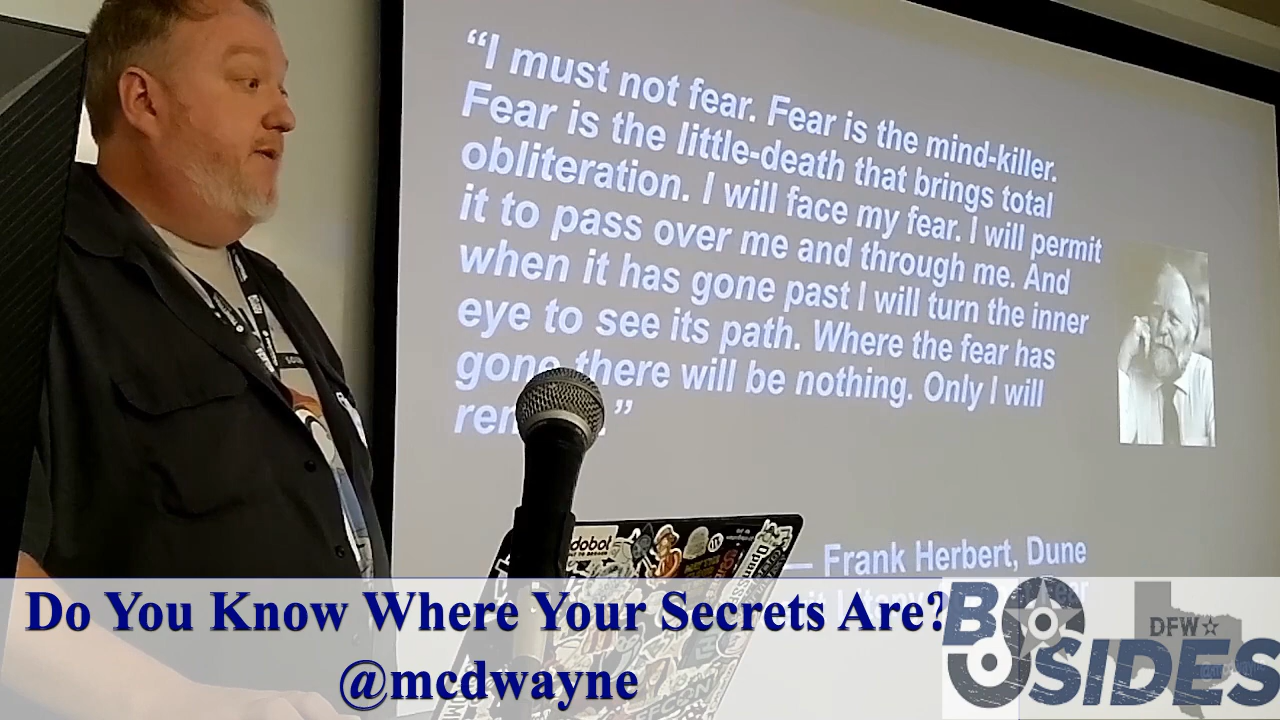 “I must not fear. Fear is the mind-killer.
Fear is the little-death that brings total
obliteration. I will face my fear. I will permit
it to pass over me and through me. And
when it has gone past I will turn the inner
eye to see its path. Where the fear has
gone there will be nothing. Only I will
”
— Frank Herbert, Dune
dobot
Do You Know Where Your Secrets Are?
@mcdwayne
BSIDES
DFW